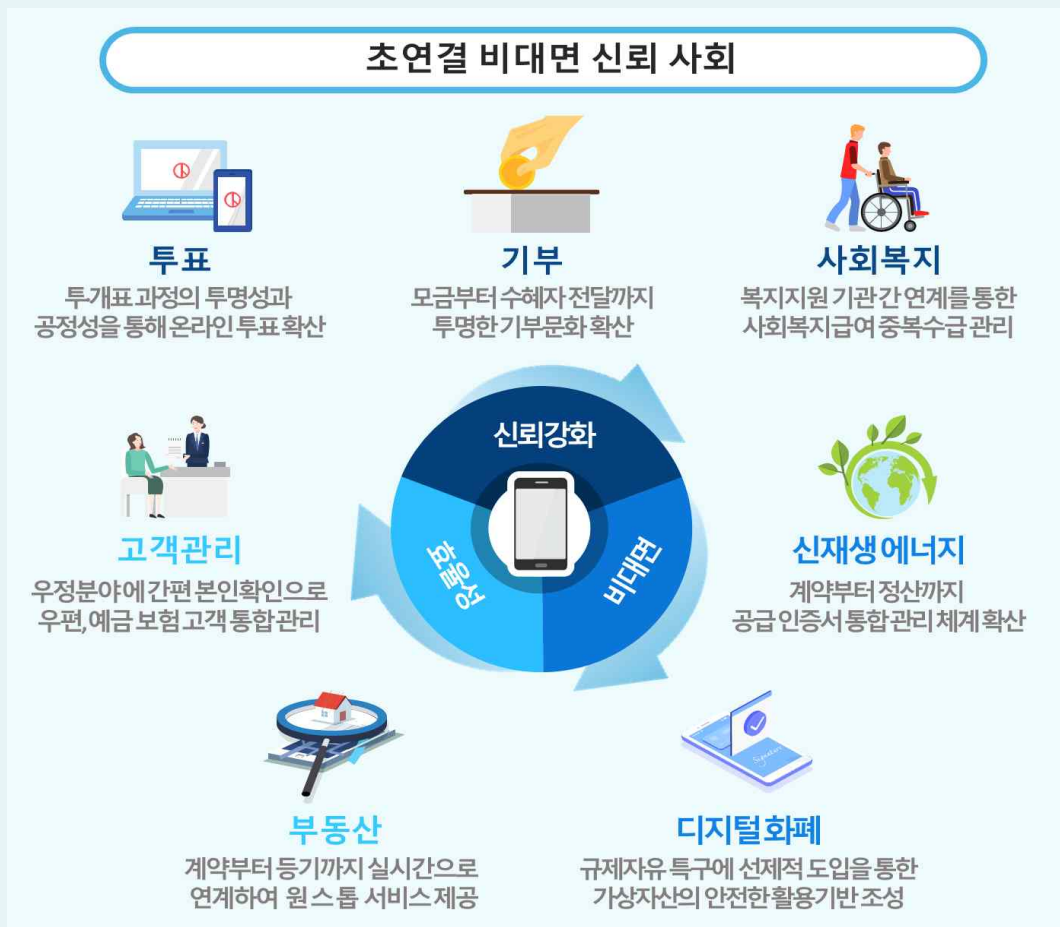 초연결 비대면 신뢰 사회
투표
투·개표 과정의 투명성과
공정성을 통해 온라인 투표 확산
기부
모금부터 수혜자 전달까지
투명한 기부문화 확산
사회복지
복지지원 기관 간 연계를 통한
사회복지급여 중복수급 관리
신뢰강화
효율성
비대면
고객관리
우정분야에 간편 본인확인으로
우편, 예금 보험 고객 통합 관리
신재생 에너지
계약부터 정산까지
공급 인증서 통합 관리 체계 확산
부동산
계약부터 등기까지 실시간으로
연계하여 원스톱 서비스 제공
디지털 화폐
규제자유 특구에 선제적 도입을 통한
가상자산의 안전한 활용기반 조성